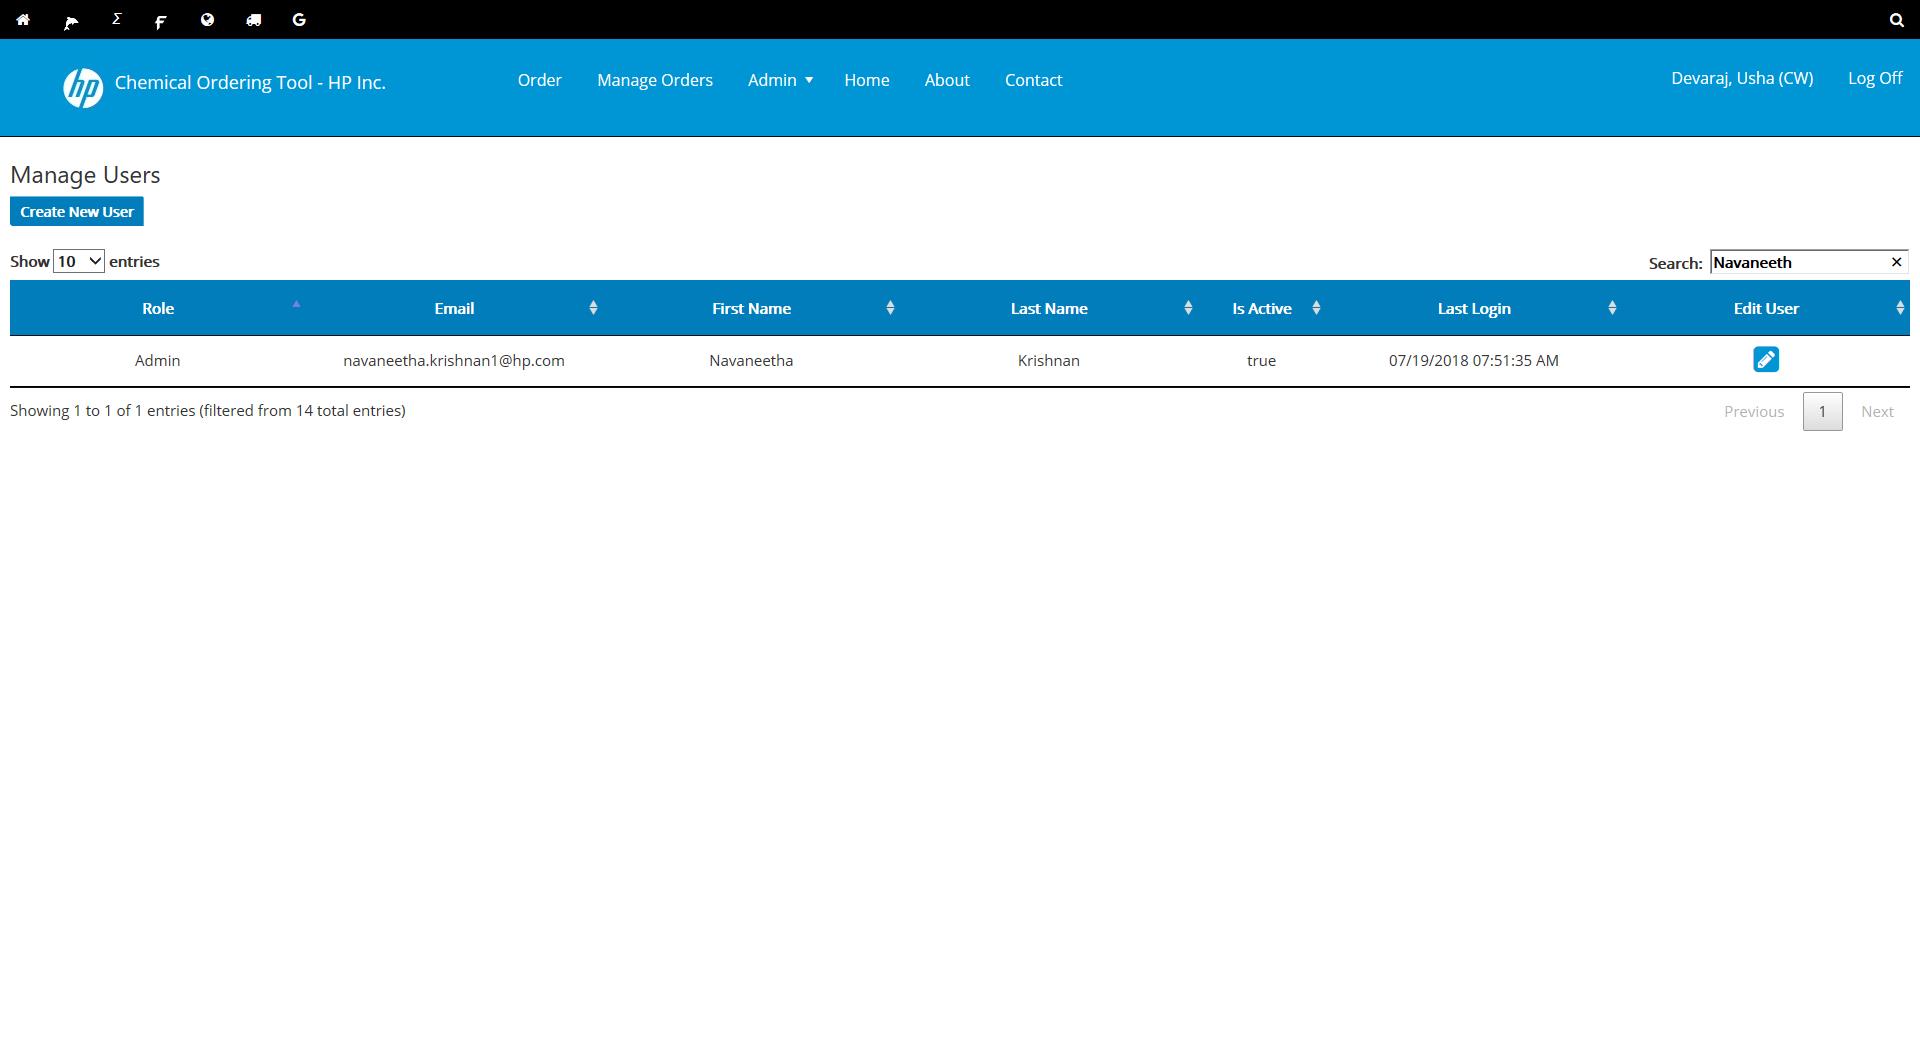 Σ F G
hp Chemical Ordering Tool - HP Inc. Order Manage Orders Admin Home About Contact Devaraj, Usha (CW) Log Off
Manage Users
Create New User
Show 10 entries Search: Navaneeth
Role Email First Name Last Name Is Active Last Login Edit User
Admin navaneetha.krishnan1@hp.com Navaneetha Krishnan true 07/19/2018 07:51:35 AM
Showing 1 to 1 of 1 entries (filtered from 14 total entries) Previous 1 Next